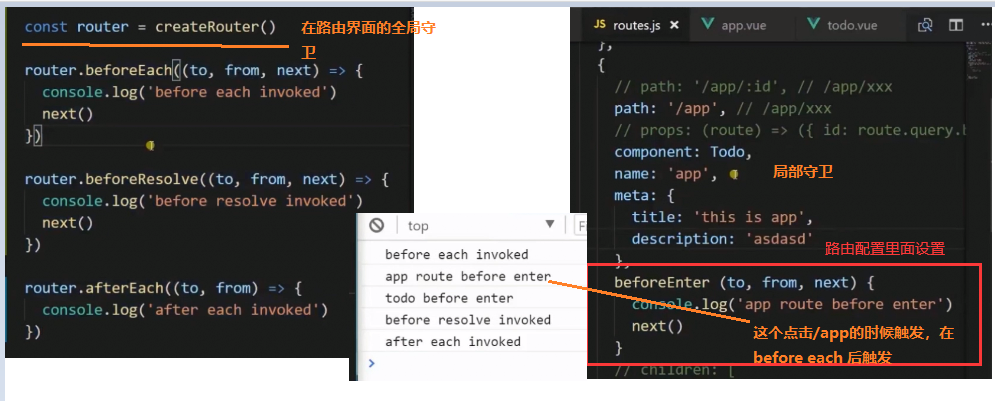 const router = createRouter()
在路由界面的全局守
卫
router.beforeEach((to, from, next) => {
console.log('before each invoked')
next()
})
router.beforeResolve((to, from, next) => {
console.log('before resolve invoked')
next()
})
router.afterEach((to, from) => {
console.log('after each invoked')
})
top
before each invoked
app route before enter
todo before enter
before resolve invoked
after each invoked
>
JS routes.js ×
app.vue
todo.vue
},
{
// path: '/app/:id', // /app/xxx
path: '/app', // /app/xxx
// props: (route) => ({ id: route.query.b
component: Todo,
name: 'app',
局部守卫
meta: {
title: 'this is app',
description: 'asdasd'
},
路由配置里面设置
beforeEnter (to, from, next) {
console.log('app route before enter')
next()
}
这个点击/app的时候触发，在
before each 后触发
// children: [